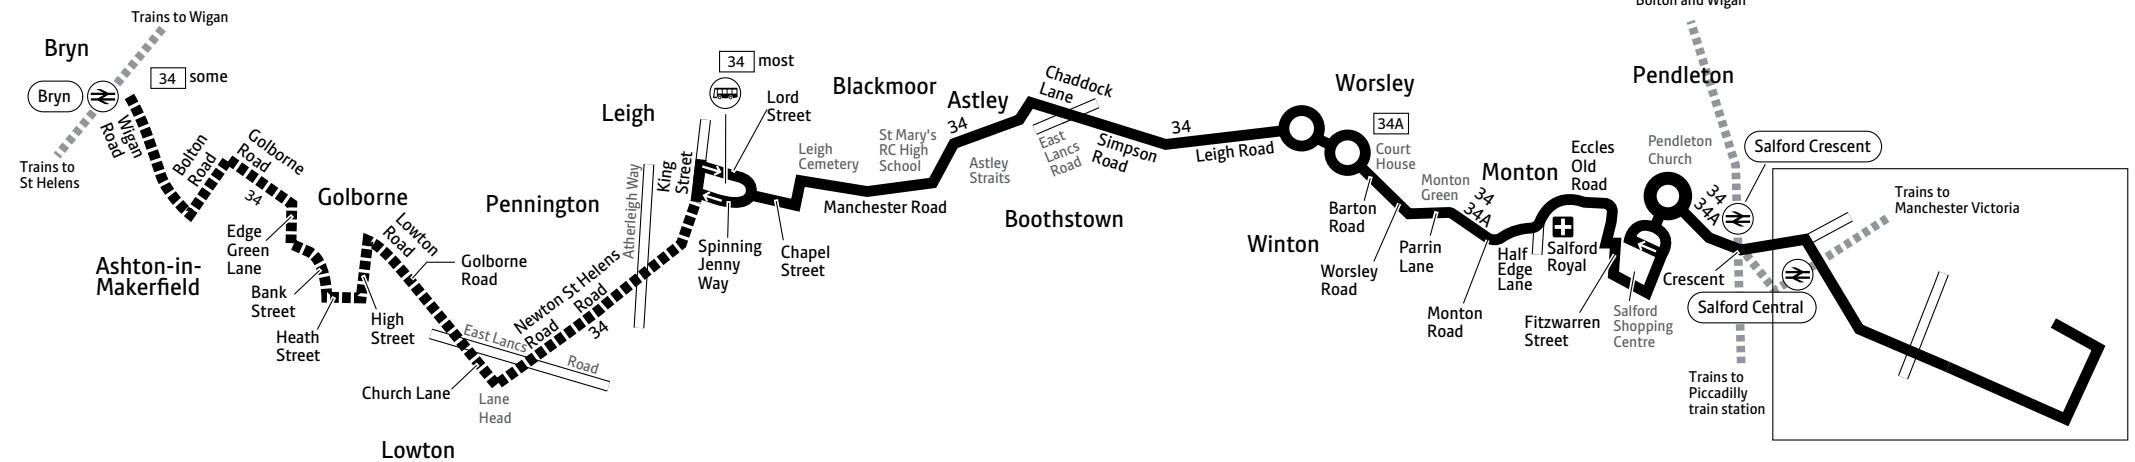 Trains to Wigan
Bryn
Bryn
34 some
Wigan
Road
Trains to
St Helens
Bolton
Road
Golborne
Road
34
Edge
Green
Lane
Ashton-in-
Makerfield
Bank
Street
Heath
Street
High
Street
Golborne
Lowton
Road
Golborne
Road
Church Lane
Lane
Head
Lowton
East Lancs
Road
Newton St Helens
Road
Road
34
Pennington
Atherleigh Way
Leigh
King
Street
34 most
Lord
Street
Spinning
Jenny
Way
Chapel
Street
Leigh
Cemetery
Blackmoor
St Mary's
RC High
School
Manchester Road
Astley
34
Astley
Straits
Chaddock
Lane
East
Lancs
Road
Boothstown
Simpson
Road
34
Leigh Road
Worsley
34A
Court
House
Barton
Road
Winton
Worsley
Road
Monton
Green
Parrin
Lane
34
34A
Monton
Monton
Road
Half
Edge
Lane
Eccles
Old
Road
Salford
Royal
Fitzwarren
Street
Salford
Shopping
Centre
Pendleton
Pendleton
Church
34
34A
Bolton and Wigan
Salford Crescent
Crescent
Salford Central
Trains to
Manchester Victoria
Trains to
Piccadilly
train station